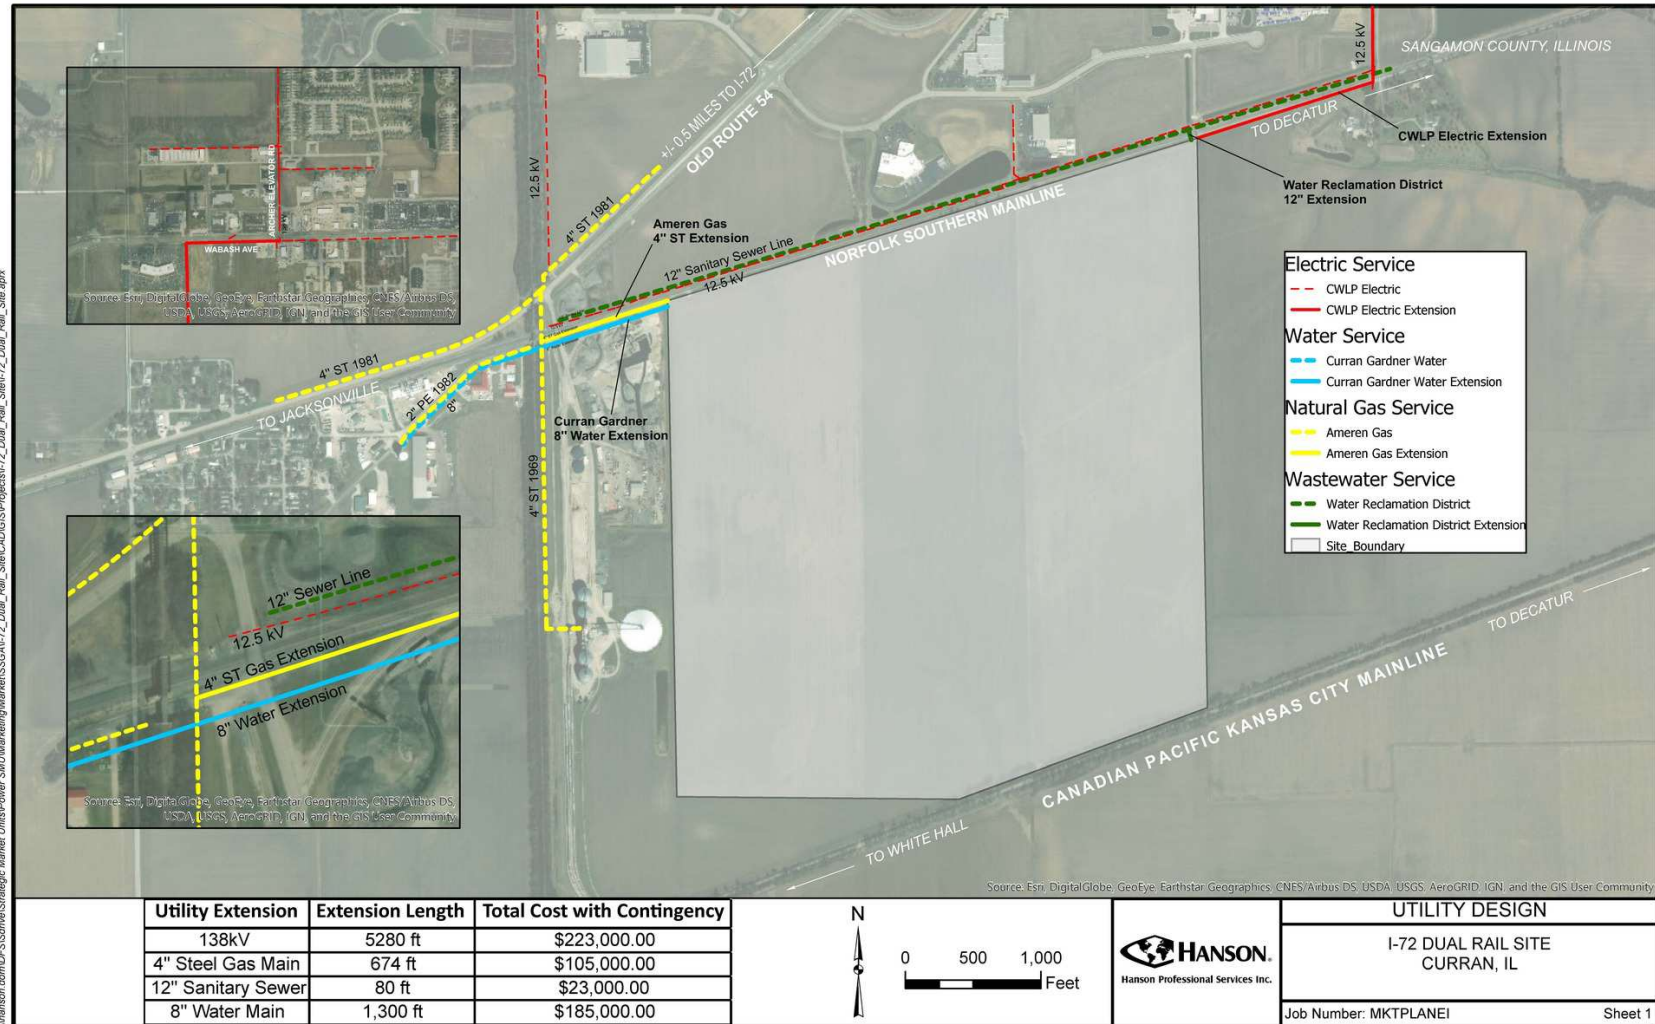 SANGAMON COUNTY, ILLINOIS
12.5 kV
TO DECATUR
CWLP Electric Extension
Water Reclamation District
12" Extension
+/- 0.5 MILES TO I-72
OLD ROUTE 54
12.5 kV
4" ST 1981
Ameren Gas
4" ST Extension
12" Sanitary Sewer Line
12.5 kV
NORFOLK SOUTHERN MAINLINE
ARCHER ELEVATOR RD
WABASH AVE
Source: Esri, DigitalGlobe, GeoEye, Earthstar Geographics, CNES/Airbus DS,
USDA, USGS, AeroGRID, IGN, and the GIS User Community
4" ST 1981
TO JACKSONVILLE
2" PE 1982
8"
Curran Gardner
8" Water Extension
4" ST 1969
12" Sewer Line
12.5 kV
4" ST Gas Extension
8" Water Extension
Source: Esri, DigitalGlobe, GeoEye, Earthstar Geographics, CNES/Airbus DS,
USDA, USGS, AeroGRID, IGN, and the GIS User Community
Electric Service
CWLP Electric
CWLP Electric Extension
Water Service
Curran Gardner Water
Curran Gardner Water Extension
Natural Gas Service
Ameren Gas
Ameren Gas Extension
Wastewater Service
Water Reclamation District
Water Reclamation District Extension
Site_Boundary
TO DECATUR
CANADIAN PACIFIC KANSAS CITY MAINLINE
TO WHITE HALL
Source: Esri, DigitalGlobe, GeoEye, Earthstar Geographics, CNES/Airbus DS, USDA, USGS, AeroGRID, IGN, and the GIS User Community
Utility Extension Extension Length Total Cost with Contingency
138kV 5280 ft $223,000.00
4" Steel Gas Main 674 ft $105,000.00
12" Sanitary Sewer 80 ft $23,000.00
8" Water Main 1,300 ft $185,000.00
N
0 500 1,000
Feet
HANSON®
Hanson Professional Services Inc.
UTILITY DESIGN
I-72 DUAL RAIL SITE
CURRAN, IL
Job Number: MKTPLANEI Sheet 1